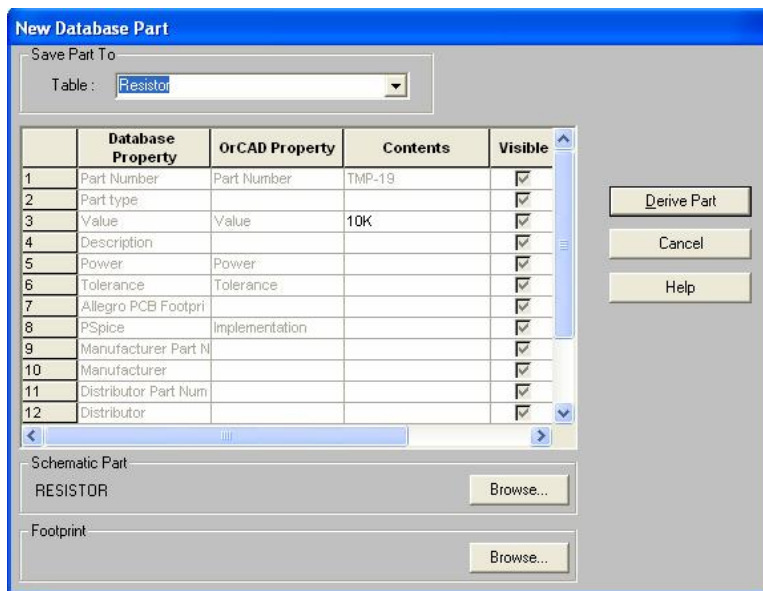 New Database Part
Save Part To
Table : Resistor
Database Property OrCAD Property Contents Visible
1 Part Number Part Number TMP-19
2 Part type
3 Value Value 10K
4 Description
5 Power Power
6 Tolerance Tolerance
7 Allegro PCB Footpri
8 PSpice Implementation
9 Manufacturer Part N
10 Manufacturer
11 Distributor Part Num
12 Distributor
Derive Part
Cancel
Help
Schematic Part
RESISTOR Browse...
Footprint
Browse...